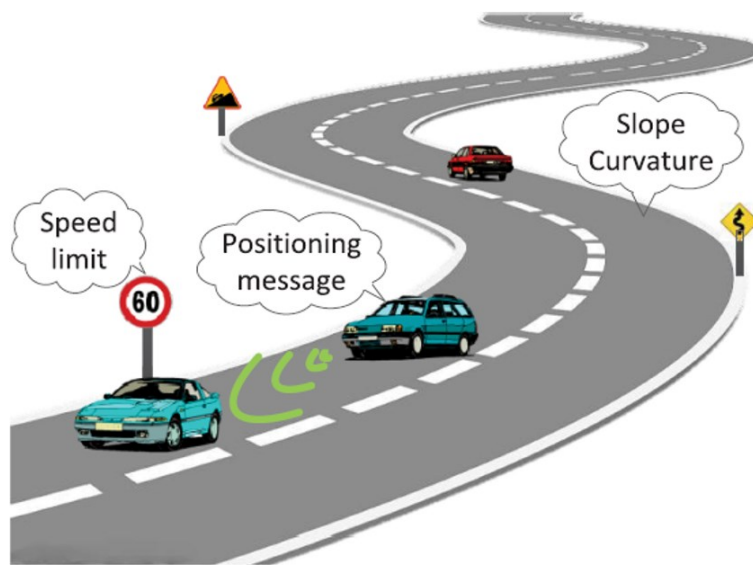 Slope
Curvature
Speed
limit
Positioning
message
60